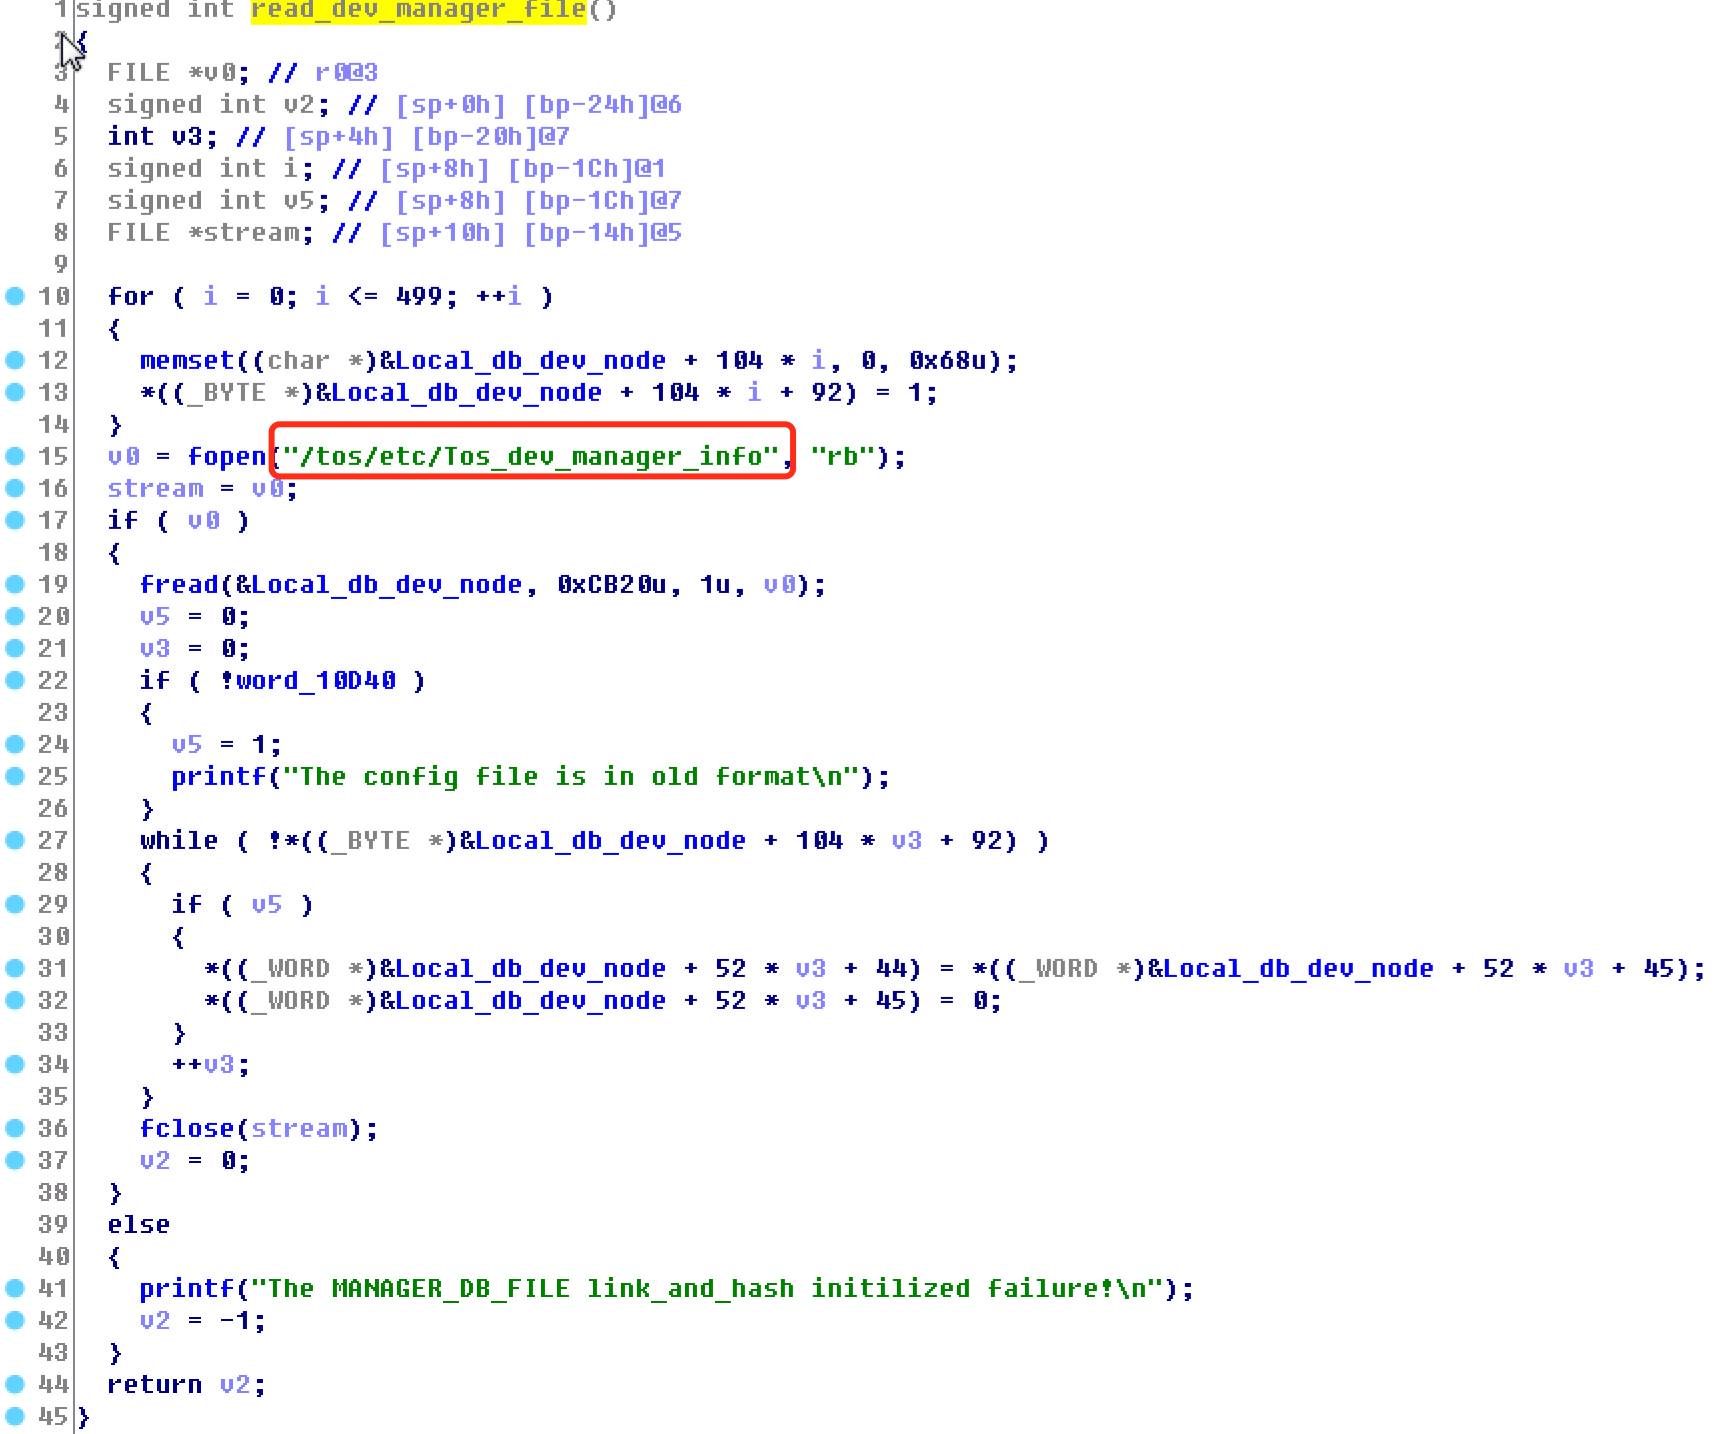 1 signed int read_dev_manager_file()
2 {
3   FILE *v0; // r0@3
4   signed int v2; // [sp+0h] [bp-24h]@6
5   int v3; // [sp+4h] [bp-20h]@7
6   signed int i; // [sp+8h] [bp-1Ch]@1
7   signed int v5; // [sp+8h] [bp-1Ch]@7
8   FILE *stream; // [sp+10h] [bp-14h]@5
9
10   for ( i = 0; i <= 499; ++i )
11   {
12     memset((char *)&Local_db_dev_node + 104 * i, 0, 0x68u);
13     *((_BYTE *)&Local_db_dev_node + 104 * i + 92) = 1;
14   }
15   v0 = fopen("/tos/etc/Tos_dev_manager_info", "rb");
16   stream = v0;
17   if ( v0 )
18   {
19     fread(&Local_db_dev_node, 0xCB20u, 1u, v0);
20     v5 = 0;
21     v3 = 0;
22     if ( !word_10D40 )
23     {
24       v5 = 1;
25       printf("The config file is in old format\n");
26     }
27     while ( !*((_BYTE *)&Local_db_dev_node + 104 * v3 + 92) )
28     {
29       if ( v5 )
30       {
31         *((_WORD *)&Local_db_dev_node + 52 * v3 + 44) = *((_WORD *)&Local_db_dev_node + 52 * v3 + 45);
32         *((_WORD *)&Local_db_dev_node + 52 * v3 + 45) = 0;
33       }
34       ++v3;
35     }
36     fclose(stream);
37     v2 = 0;
38   }
39   else
40   {
41     printf("The MANAGER_DB_FILE link_and_hash initilized failure!\n");
42     v2 = -1;
43   }
44   return v2;
45 }